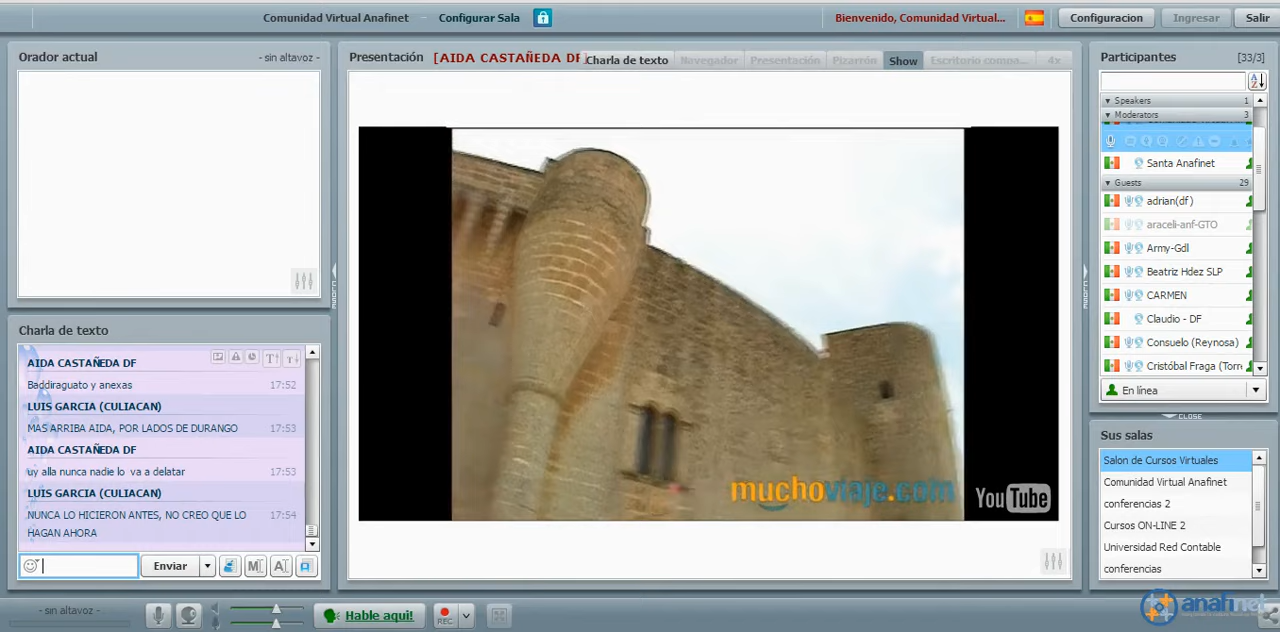 Comunidad Virtual Anafinet
Configurar Sala
Bienvenido, Comunidad Virtual...
Configuracion
Ingresar
Salir
Orador actual
- sin altavoz -
Presentación
[AIDA CASTAÑEDA DF
Charla de texto
Navegador
Presentación
Pizarrón
Show
Escritorio compa...
4x
Participantes
[33/3]
Speakers 1
Moderators 3
Santa Anafinet
Guests 29
adrian(df)
araceli-anf-GTO
Army-Gdl
Beatriz Hdez SLP
CARMEN
Claudio - DF
Consuelo (Reynosa)
Cristóbal Fraga (Torre
En línea
CLOSE
Sus salas
Salon de Cursos Virtuales
Comunidad Virtual Anafinet
conferencias 2
Cursos ON-LINE 2
Universidad Red Contable
conferencias
Charla de texto
AIDA CASTAÑEDA DF
Baddiraguato y anexas 17:52
LUIS GARCIA (CULIACAN)
MAS ARRIBA AIDA, POR LADOS DE DURANGO 17:53
AIDA CASTAÑEDA DF
uy alla nunca nadie lo va a delatar 17:53
LUIS GARCIA (CULIACAN)
NUNCA LO HICIERON ANTES, NO CREO QUE LO 17:54
HAGAN AHORA
Enviar
muchoviaje.com
YouTube
- sin altavoz -
Hable aqui!
REC
anafinet